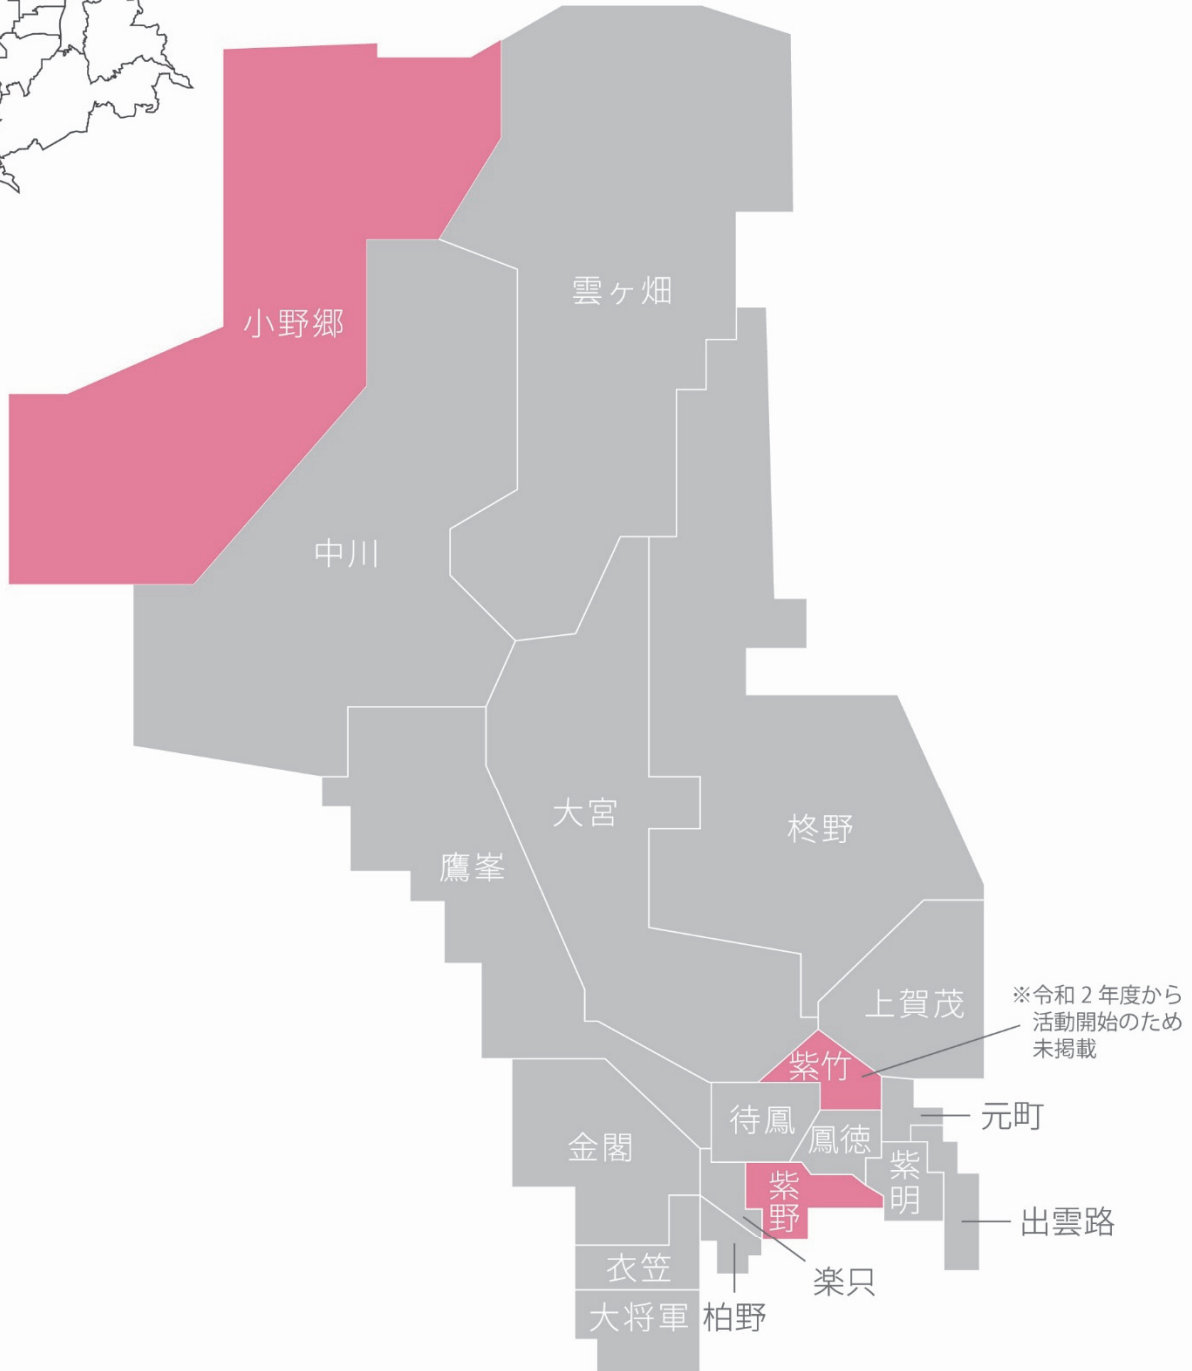 雲ヶ畑
小野郷
中川
大宮
柊野
鷹峯
上賀茂
※令和2年度から
活動開始のため
未掲載
紫竹
元町
待鳳
鳳徳
金閣
紫明
紫野
出雲路
衣笠
楽只
大将軍
柏野